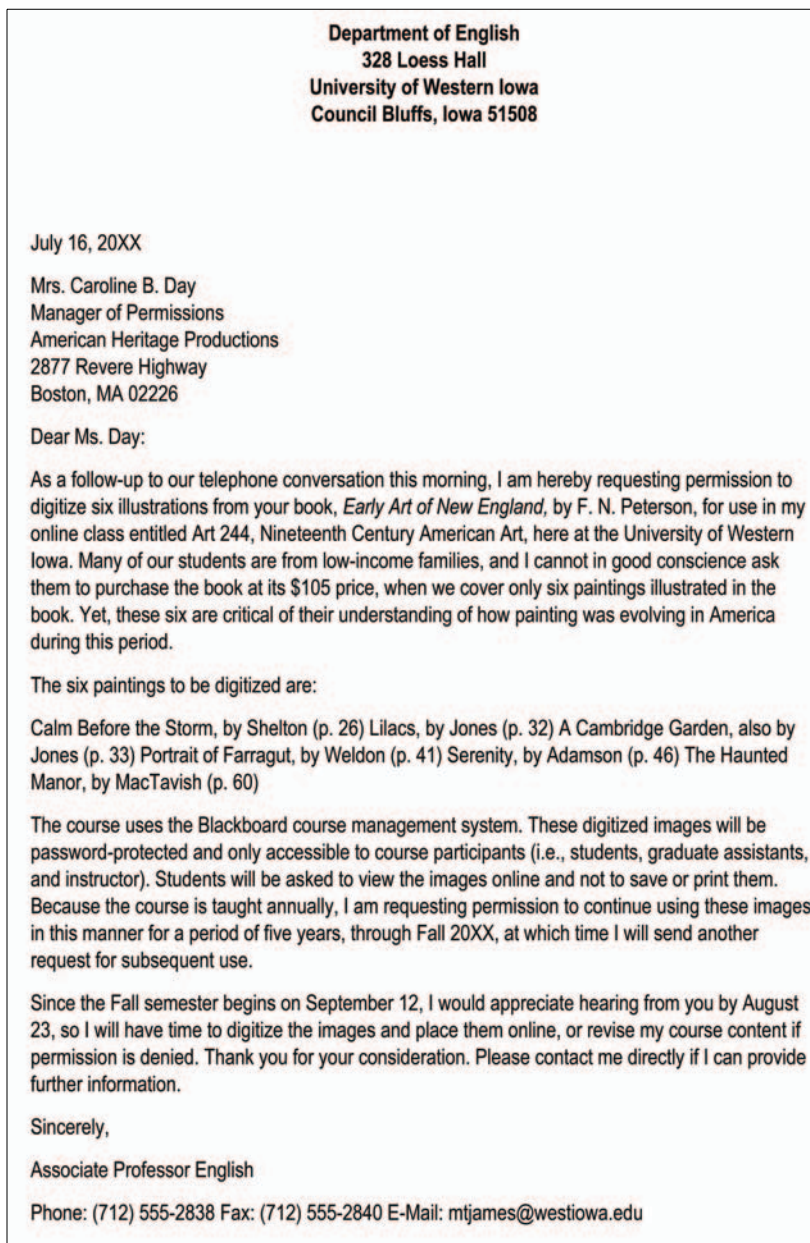 Department of English
328 Loess Hall
University of Western Iowa
Council Bluffs, Iowa 51508
July 16, 20XX
Mrs. Caroline B. Day
Manager of Permissions
American Heritage Productions
2877 Revere Highway
Boston, MA 02226
Dear Ms. Day:
As a follow-up to our telephone conversation this morning, I am hereby requesting permission to
digitize six illustrations from your book, Early Art of New England, by F. N. Peterson, for use in my
online class entitled Art 244, Nineteenth Century American Art, here at the University of Western
Iowa. Many of our students are from low-income families, and I cannot in good conscience ask
them to purchase the book at its $105 price, when we cover only six paintings illustrated in the
book. Yet, these six are critical of their understanding of how painting was evolving in America
during this period.
The six paintings to be digitized are:
Calm Before the Storm, by Shelton (p. 26) Lilacs, by Jones (p. 32) A Cambridge Garden, also by
Jones (p. 33) Portrait of Farragut, by Weldon (p. 41) Serenity, by Adamson (p. 46) The Haunted
Manor, by MacTavish (p. 60)
The course uses the Blackboard course management system. These digitized images will be
password-protected and only accessible to course participants (i.e., students, graduate assistants,
and instructor). Students will be asked to view the images online and not to save or print them.
Because the course is taught annually, I am requesting permission to continue using these images
in this manner for a period of five years, through Fall 20XX, at which time I will send another
request for subsequent use.
Since the Fall semester begins on September 12, I would appreciate hearing from you by August
23, so I will have time to digitize the images and place them online, or revise my course content if
permission is denied. Thank you for your consideration. Please contact me directly if I can provide
further information.
Sincerely,
Associate Professor English
Phone: (712) 555-2838 Fax: (712) 555-2840 E-Mail: mtjames@westiowa.edu